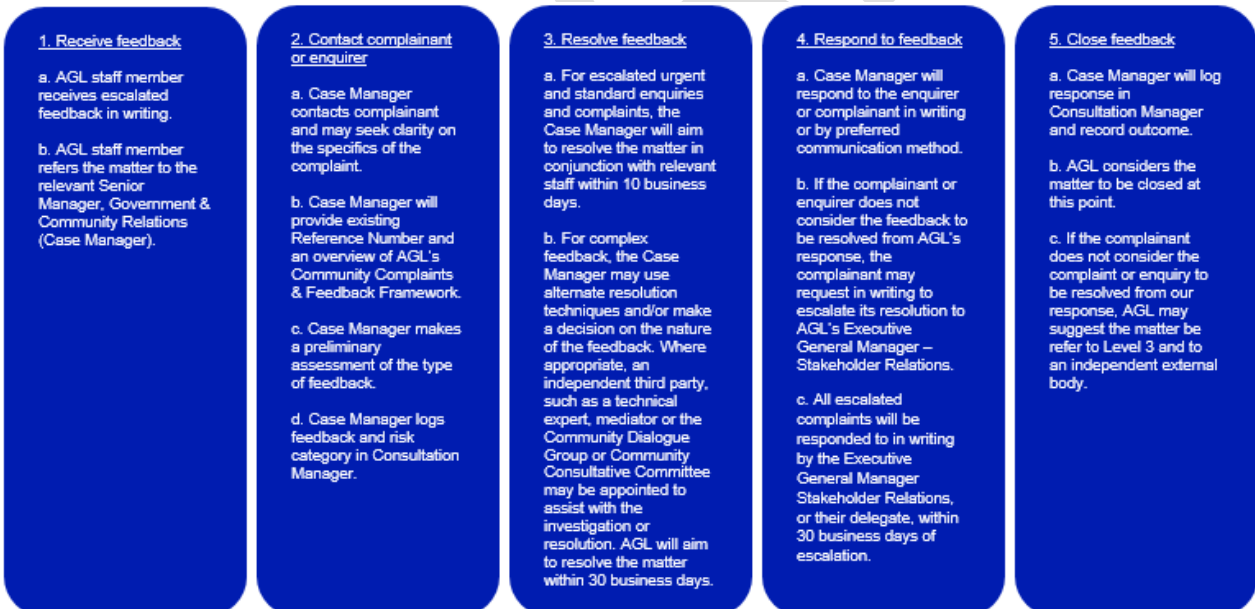 1. Receive feedback
a. AGL staff member
receives escalated
feedback in writing.
b. AGL staff member
refers the matter to the
relevant Senior
Manager, Government &
Community Relations
(Case Manager).
2. Contact complainant
or enquirer
a. Case Manager
contacts complainant
and may seek clarity on
the specifics of the
complaint.
b. Case Manager will
provide existing
Reference Number and
an overview of AGL's
Community Complaints
& Feedback Framework.
c. Case Manager makes
a preliminary
assessment of the type
of feedback.
d. Case Manager logs
feedback and risk
category in Consultation
Manager.
3. Resolve feedback
a. For escalated urgent
and standard enquiries
and complaints, the
Case Manager will aim
to resolve the matter in
conjunction with relevant
staff within 10 business
days.
b. For complex
feedback, the Case
Manager may use
alternate resolution
techniques and/or make
a decision on the nature
of the feedback. Where
appropriate, an
independent third party,
such as a technical
expert, mediator or the
Community Dialogue
Group or Community
Consultative Committee
may be appointed to
assist with the
investigation or
resolution. AGL will aim
to resolve the matter
within 30 business days.
4. Respond to feedback
a. Case Manager will
respond to the enquirer
or complainant in writing
or by preferred
communication method.
b. If the complainant or
enquirer does not
consider the feedback to
be resolved from AGL's
response, the
complainant may
request in writing to
escalate its resolution to
AGL's Executive
General Manager –
Stakeholder Relations.
c. All escalated
complaints will be
responded to in writing
by the Executive
General Manager
Stakeholder Relations,
or their delegate, within
30 business days of
escalation.
5. Close feedback
a. Case Manager will log
response in
Consultation Manager
and record outcome.
b. AGL considers the
matter to be closed at
this point.
c. If the complainant
does not consider the
complaint or enquiry to
be resolved from our
response, AGL may
suggest the matter be
refer to Level 3 and to
an independent external
body.